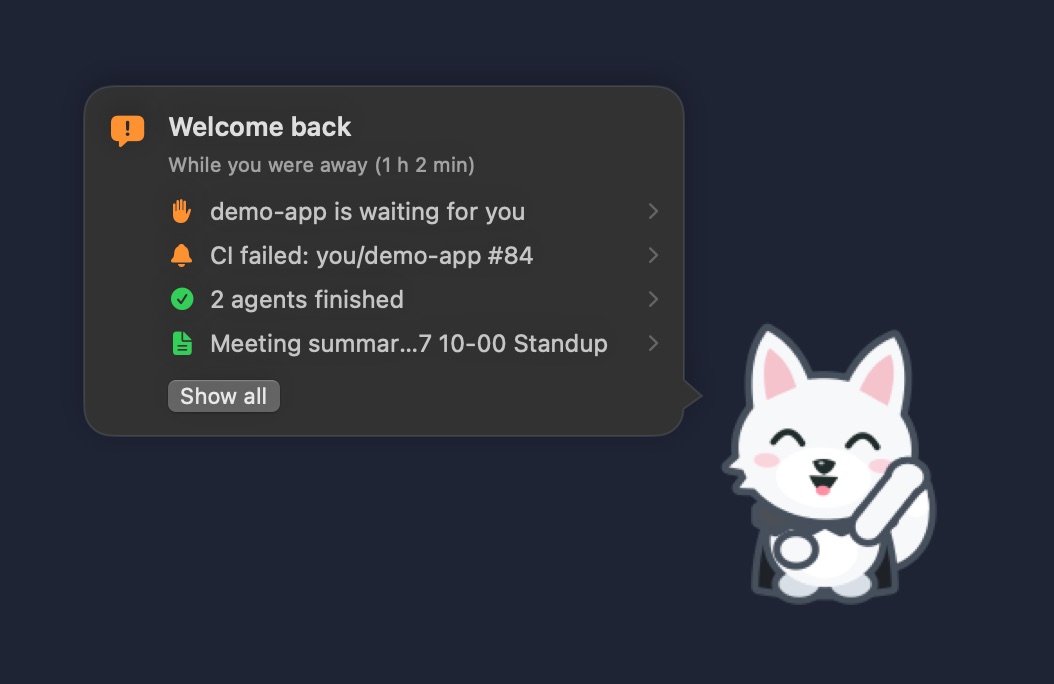 Welcome back
While you were away (1 h 2 min)
demo-app is waiting for you
CI failed: you/demo-app #84
2 agents finished
Meeting summar...7 10-00 Standup
Show all